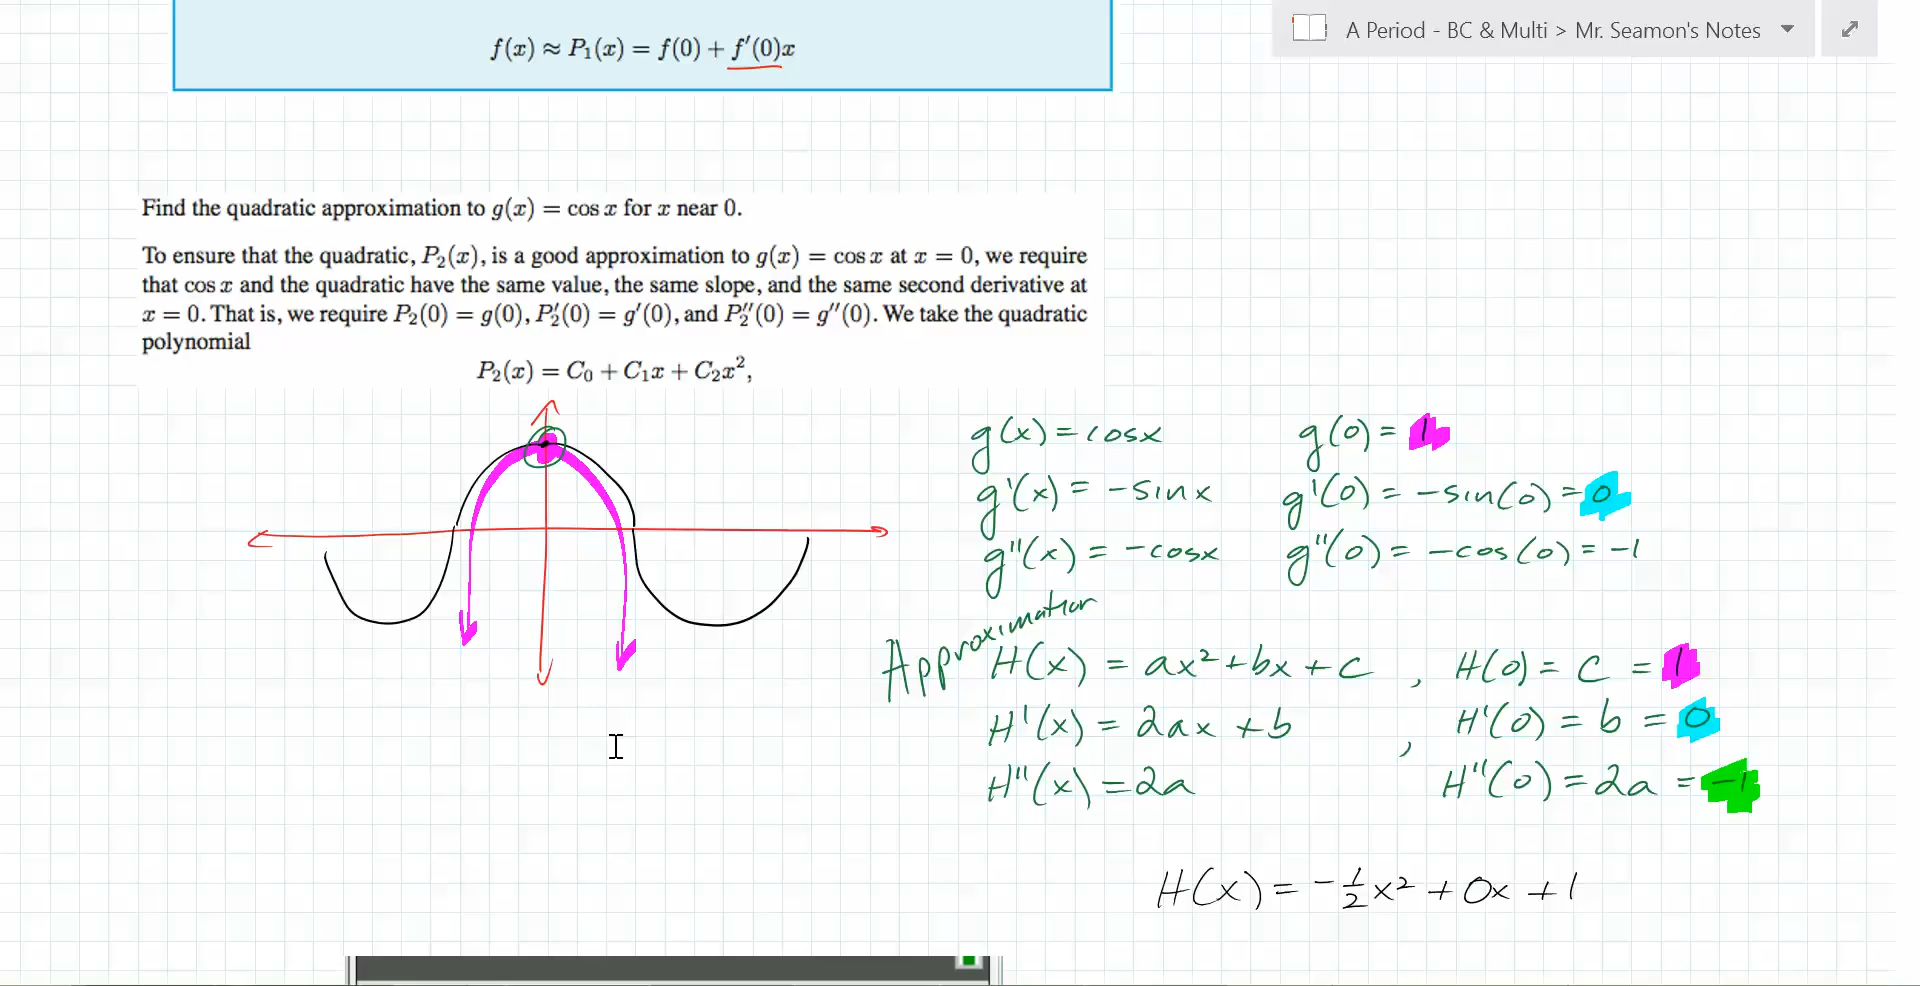 f(x) ≈ P₁(x) = f(0) + f′(0)x
A Period - BC & Multi > Mr. Seamon's Notes
Find the quadratic approximation to g(x) = cos x for x near 0.
To ensure that the quadratic, P₂(x), is a good approximation to g(x) = cos x at x = 0, we require
that cos x and the quadratic have the same value, the same slope, and the same second derivative at
x = 0. That is, we require P₂(0) = g(0), P₂′(0) = g′(0), and P₂″(0) = g″(0). We take the quadratic
polynomial
P₂(x) = C₀ + C₁x + C₂x²,
g(x) = cosx g(0) = 1
g'(x) = -sinx g'(0) = -sin(0) = 0
g''(x) = -cosx g''(0) = -cos(0) = -1
Approximation
H(x) = ax² + bx + c , H(0) = c = 1
H'(x) = 2ax + b , H'(0) = b = 0
H''(x) = 2a H''(0) = 2a = -1
H(x) = -½x² + 0x + 1